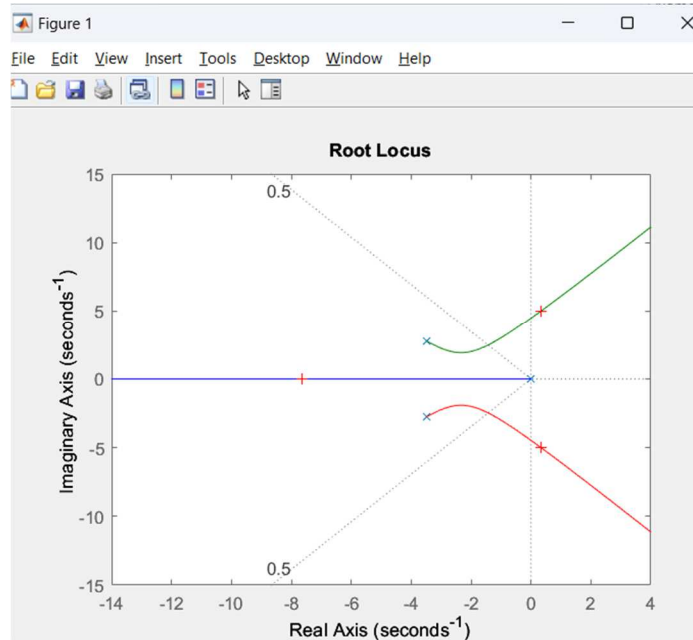 Figure 1
File Edit View Insert Tools Desktop Window Help
Root Locus
15
10
5
0
-5
-10
-15
0.5
0.5
-14 -12 -10 -8 -6 -4 -2 0 2 4
Imaginary Axis (seconds⁻¹)
Real Axis (seconds⁻¹)